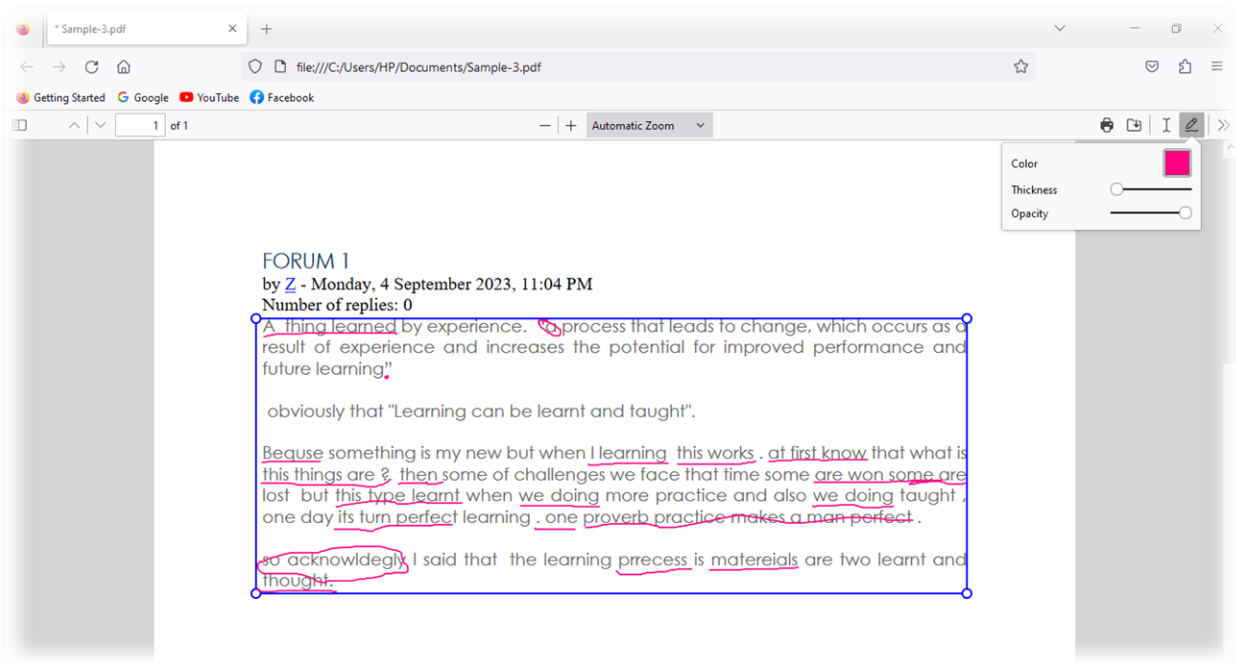 * Sample-3.pdf
file:///C:/Users/HP/Documents/Sample-3.pdf
Getting Started Google YouTube Facebook
1 of 1 Automatic Zoom
Color
Thickness
Opacity
FORUM 1
by Z - Monday, 4 September 2023, 11:04 PM
Number of replies: 0
A thing learned by experience. "a process that leads to change, which occurs as a
result of experience and increases the potential for improved performance and
future learning"
obviously that "Learning can be learnt and taught".
Bequse something is my new but when I learning this works . at first know that what is
this things are ? then some of challenges we face that time some are won some are
lost but this type learnt when we doing more practice and also we doing taught ,
one day its turn perfect learning . one proverb practice makes a man perfect .
so acknowldegly I said that the learning prrecess is matereials are two learnt and
thought.